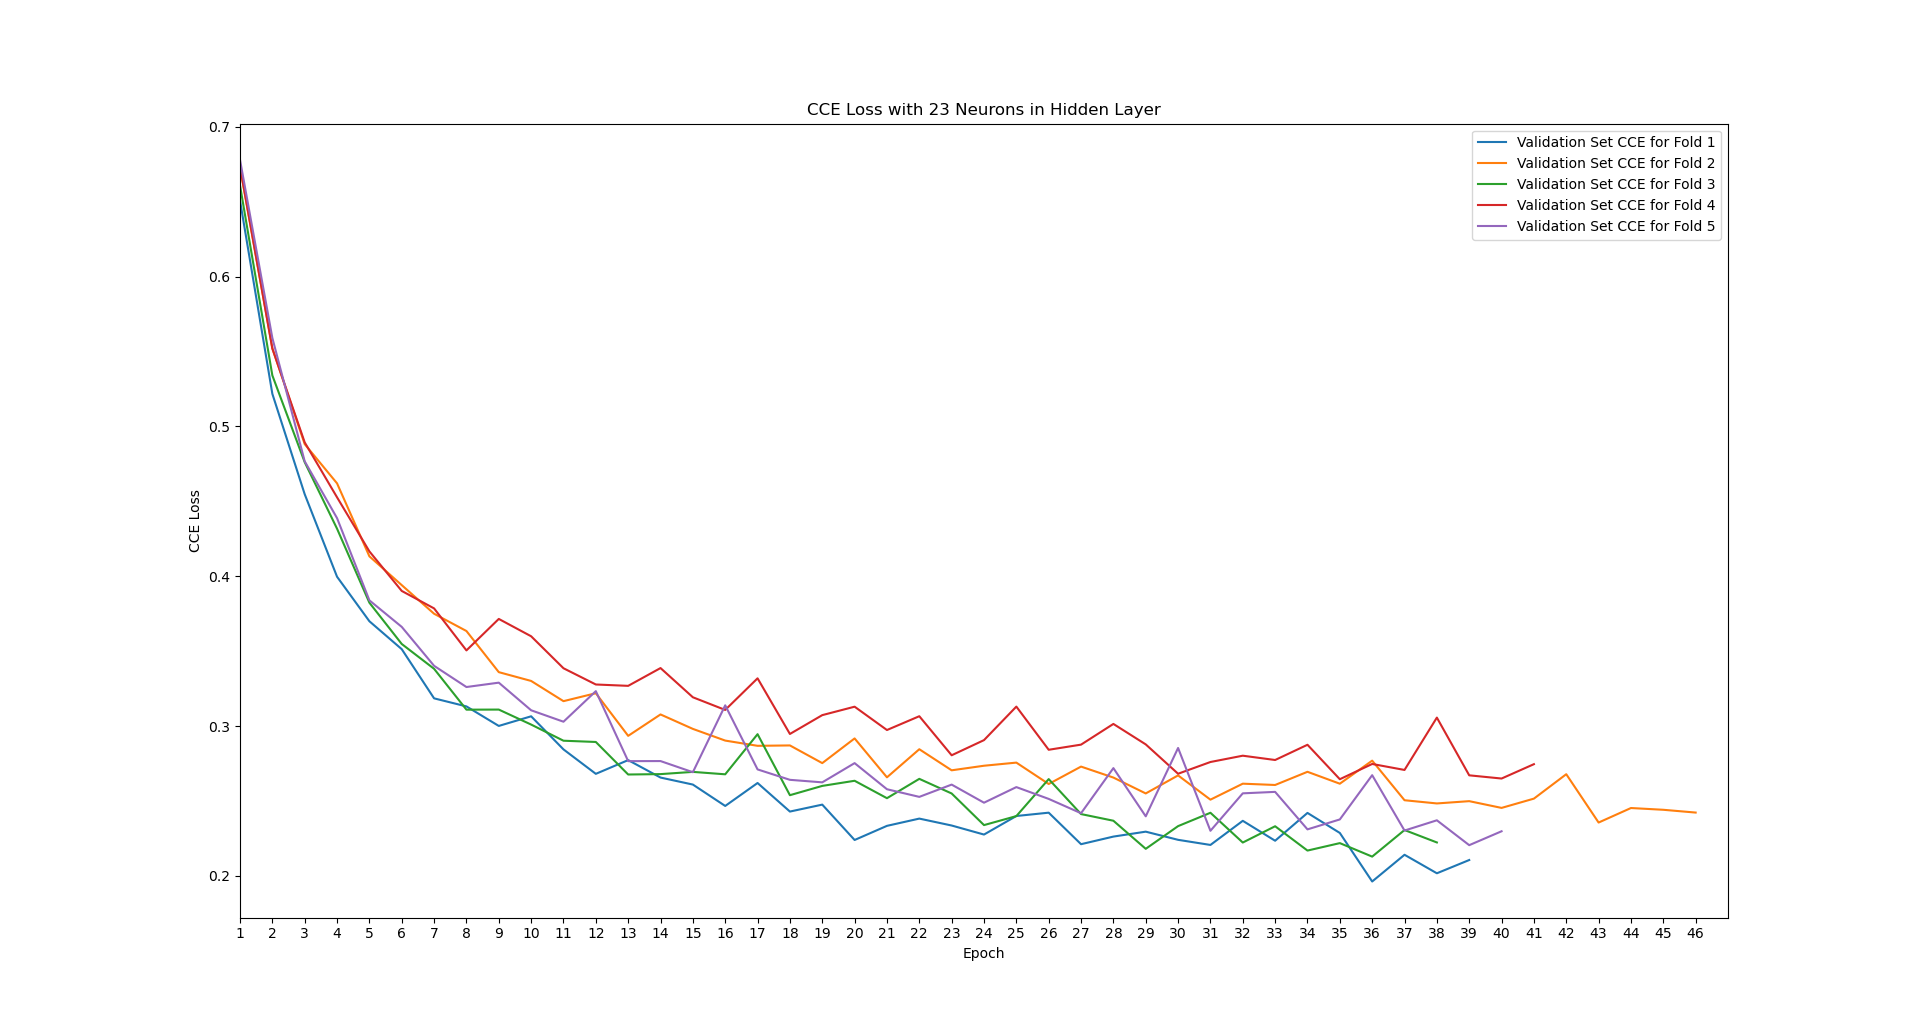 CCE Loss with 23 Neurons in Hidden Layer
0.7
0.6
0.5
0.4
0.3
0.2
CCE Loss
Validation Set CCE for Fold 1
Validation Set CCE for Fold 2
Validation Set CCE for Fold 3
Validation Set CCE for Fold 4
Validation Set CCE for Fold 5
1 2 3 4 5 6 7 8 9 10 11 12 13 14 15 16 17 18 19 20 21 22 23 24 25 26 27 28 29 30 31 32 33 34 35 36 37 38 39 40 41 42 43 44 45 46
Epoch